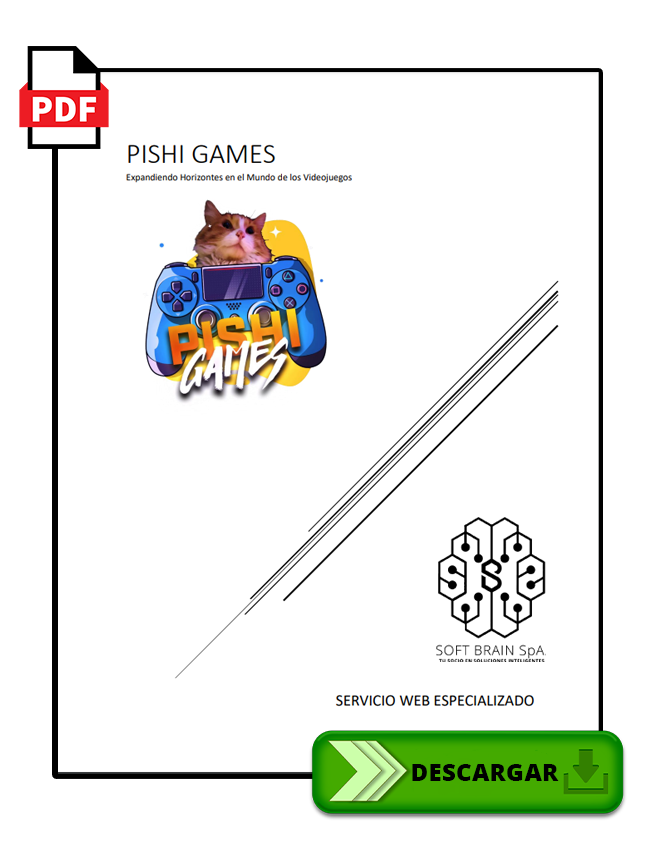 PDF
PISHI GAMES
Expandiendo Horizontes en el Mundo de los Videojuegos
PISHI
GAMES
SOFT BRAIN SpA.
TU SOCIO EN SOLUCIONES INTELIGENTES
SERVICIO WEB ESPECIALIZADO
DESCARGAR